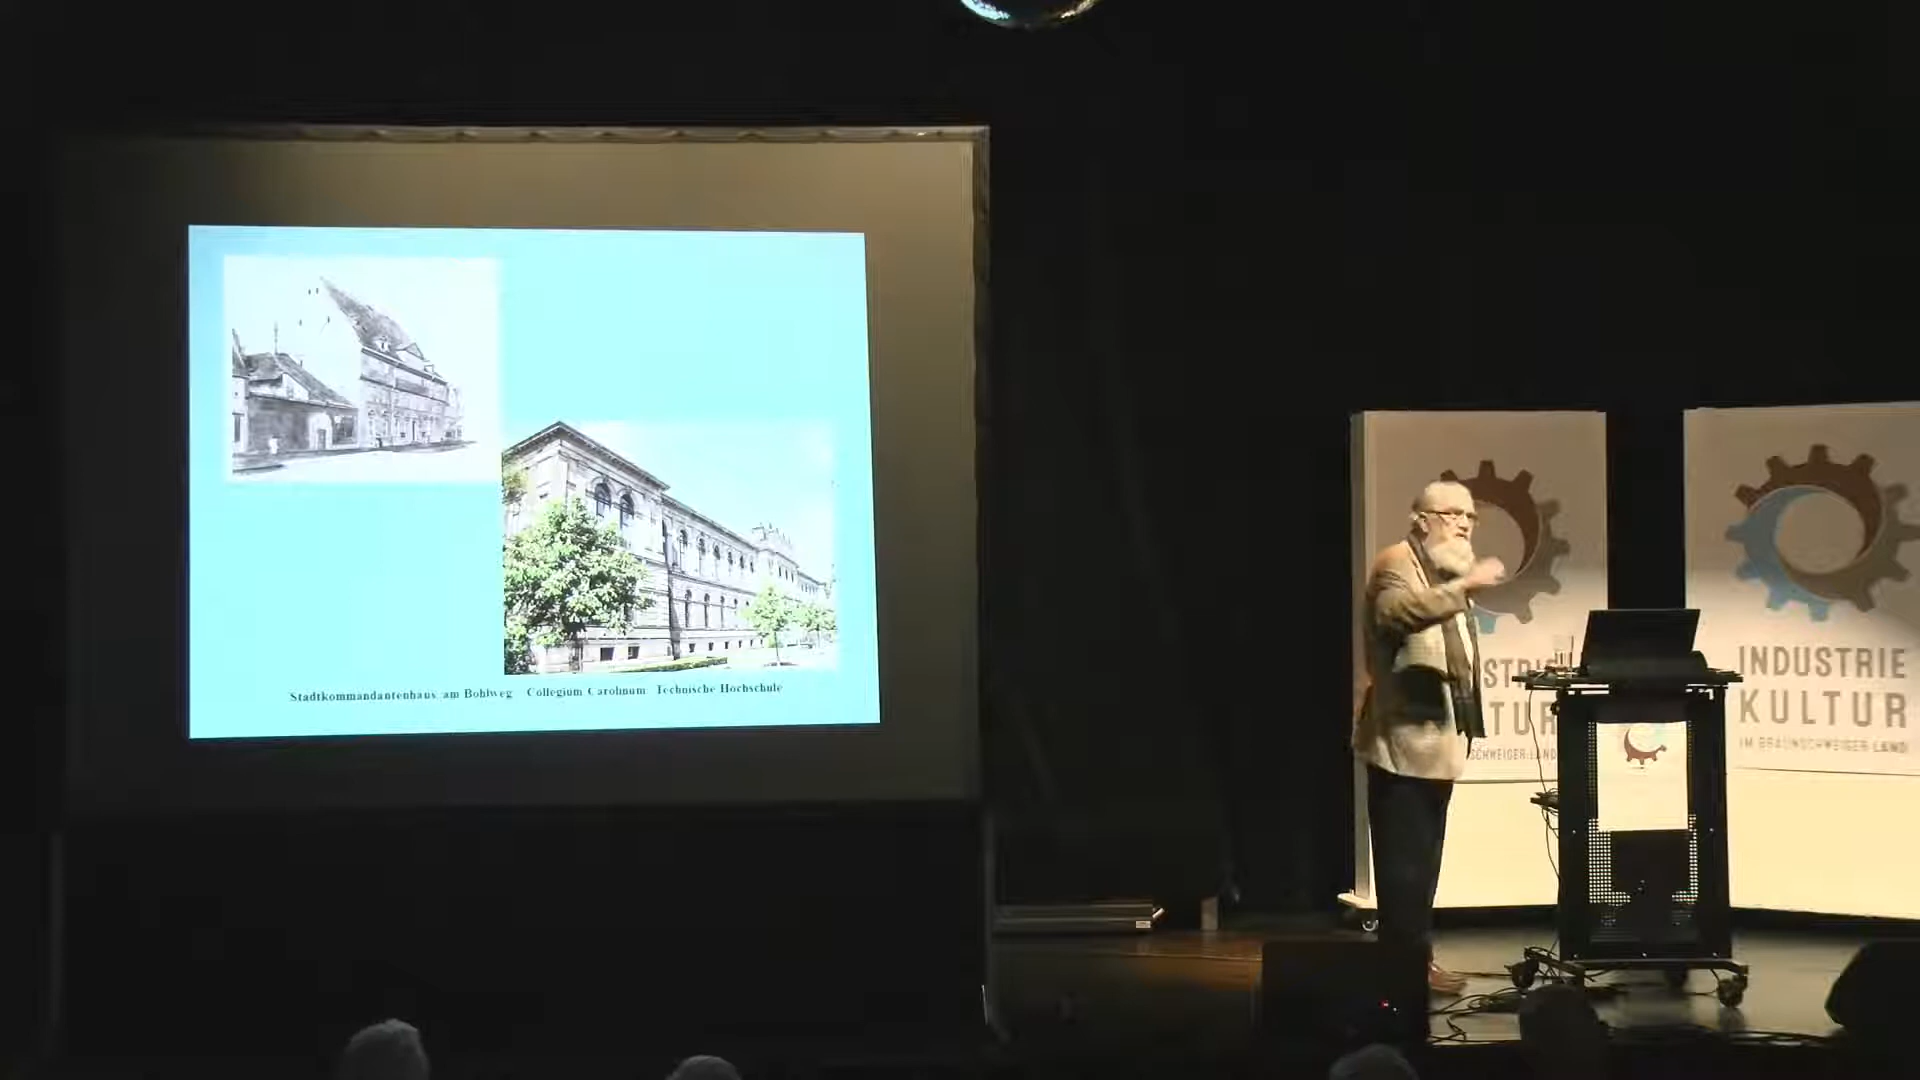 Stadtkommandantenhaus am Bohlweg Collegium Carolinum Technische Hochschule
INDUSTRIE
KULTUR
IM BRAUNSCHWEIGER LAND